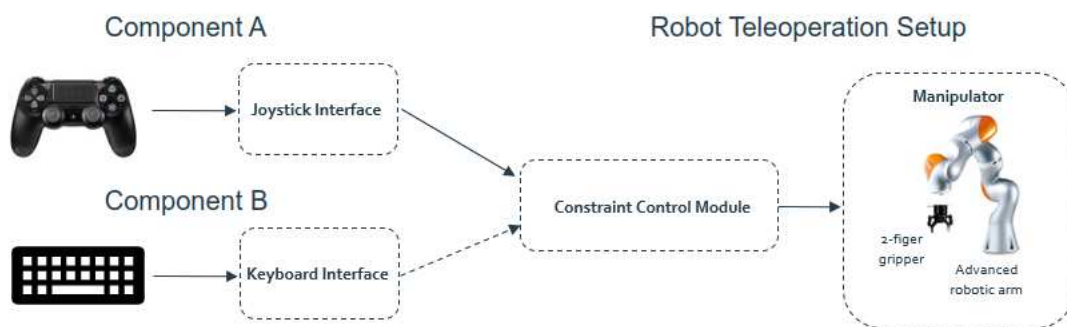 Component A
Robot Teleoperation Setup
Joystick Interface
Manipulator
Component B
Constraint Control Module
Keyboard Interface
2-figer
gripper
Advanced
robotic arm